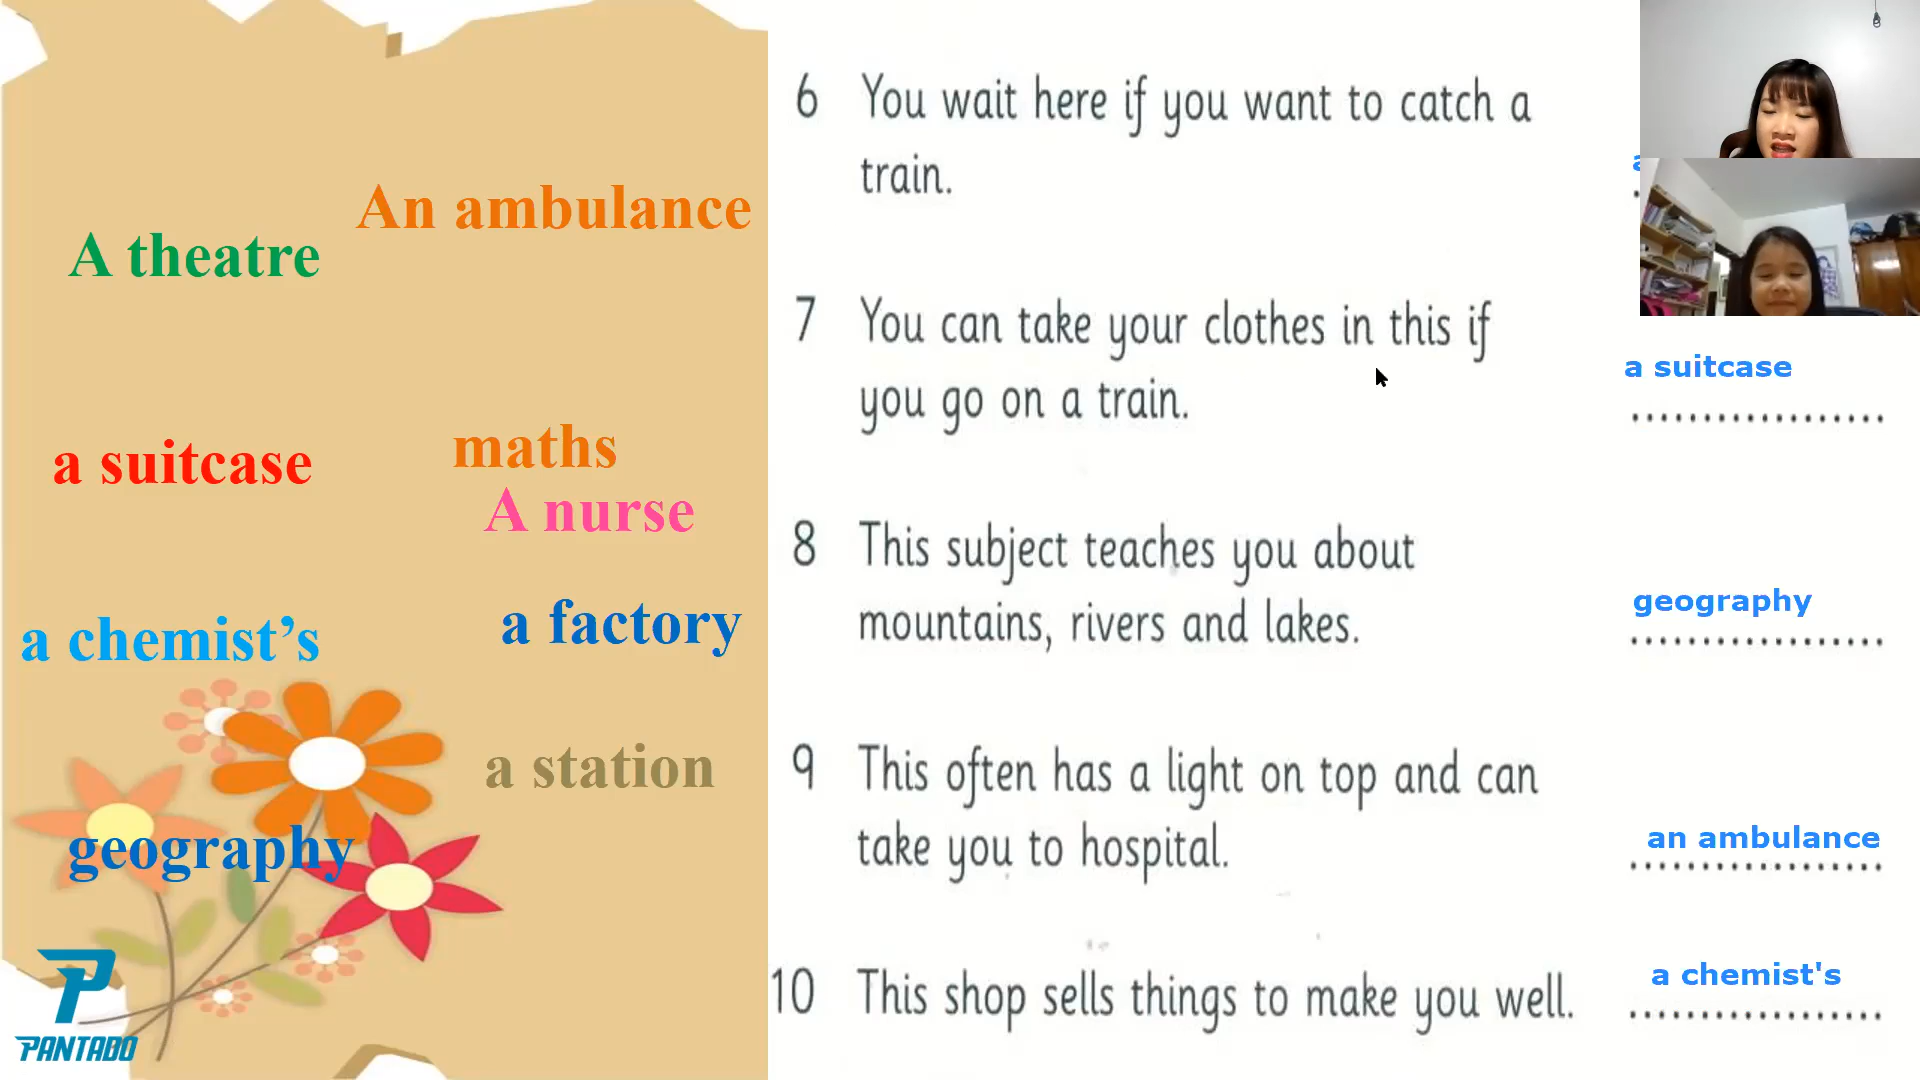 An ambulance
A theatre
a suitcase
maths
A nurse
a chemist’s
a factory
a station
geography
PANTADO
6 You wait here if you want to catch a
train.
7 You can take your clothes in this if
you go on a train.
a suitcase
8 This subject teaches you about
mountains, rivers and lakes.
geography
9 This often has a light on top and can
take you to hospital.
an ambulance
10 This shop sells things to make you well.
a chemist's